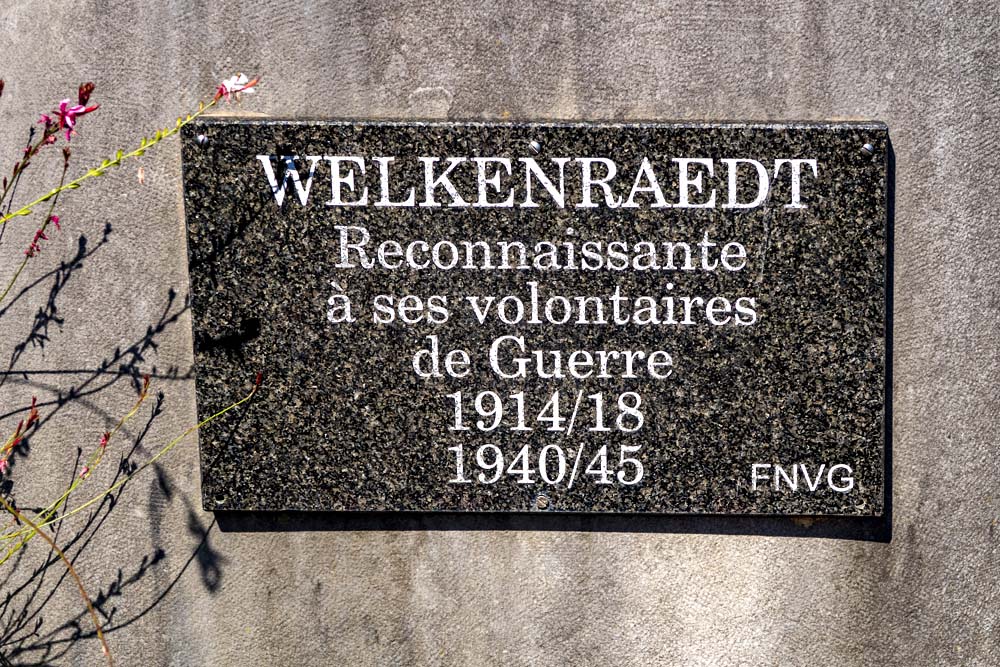 WELKENRAEDT
Reconnaissante
à ses volontaires
de Guerre
1914/18
1940/45
FNVG